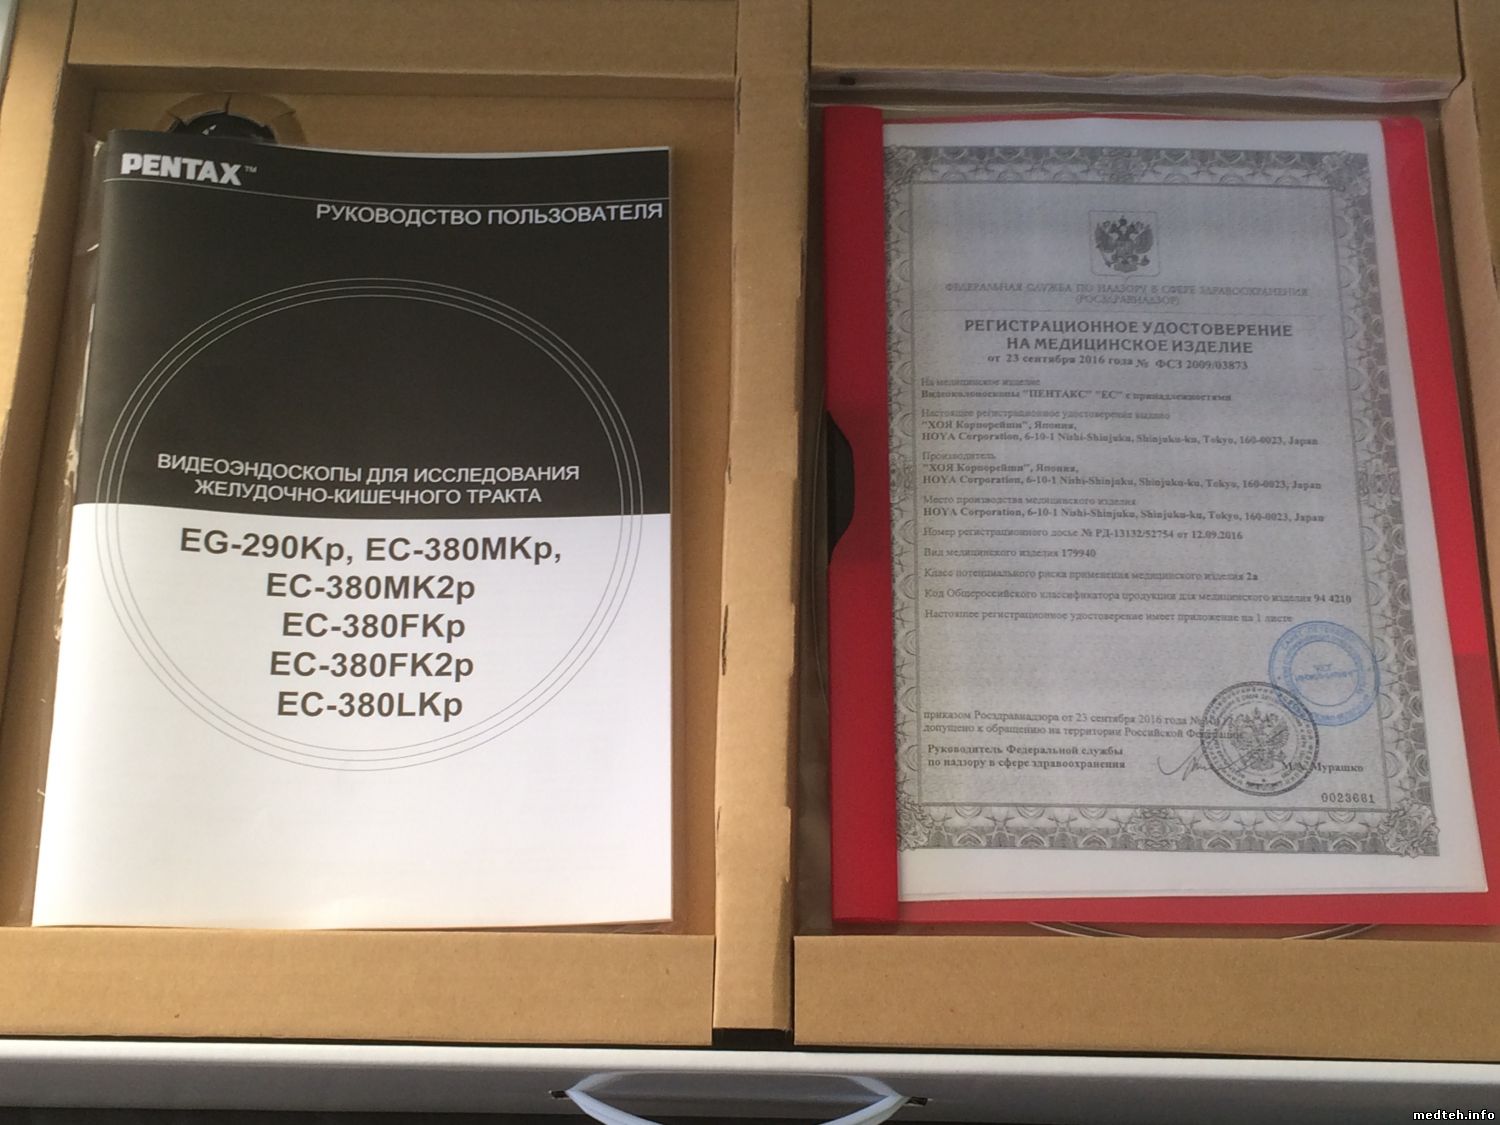 PENTAX™
РУКОВОДСТВО ПОЛЬЗОВАТЕЛЯ
ВИДЕОЭНДОСКОПЫ ДЛЯ ИССЛЕДОВАНИЯ
ЖЕЛУДОЧНО-КИШЕЧНОГО ТРАКТА
EG-290Kp, EC-380MKp,
EC-380MK2p
EC-380FKp
EC-380FK2p
EC-380LKp
ФЕДЕРАЛЬНАЯ СЛУЖБА ПО НАДЗОРУ В СФЕРЕ ЗДРАВООХРАНЕНИЯ
(РОСЗДРАВНАДЗОР)
РЕГИСТРАЦИОННОЕ УДОСТОВЕРЕНИЕ
НА МЕДИЦИНСКОЕ ИЗДЕЛИЕ
от 23 сентября 2016 года № ФСЗ 2009/03873
На медицинское изделие
Видеоколоноскопы "ПЕНТАКС" "ЕС" с принадлежностями
Настоящее регистрационное удостоверение выдано
"ХОЯ Корпорейшн", Япония,
HOYA Corporation, 6-10-1 Nishi-Shinjuku, Shinjuku-ku, Tokyo, 160-0023, Japan
Производитель
"ХОЯ Корпорейшн", Япония,
HOYA Corporation, 6-10-1 Nishi-Shinjuku, Shinjuku-ku, Tokyo, 160-0023, Japan
Место производства медицинского изделия
HOYA Corporation, 6-10-1 Nishi-Shinjuku, Shinjuku-ku, Tokyo, 160-0023, Japan
Номер регистрационного досье № РД-13132/52754 от 12.09.2016
Вид медицинского изделия 179940
Класс потенциального риска применения медицинского изделия 2а
Код Общероссийского классификатора продукции для медицинского изделия 94 4210
Настоящее регистрационное удостоверение имеет приложение на 1 листе
приказом Росздравнадзора от 23 сентября 2016 года №
допущено к обращению на территории Российской Федерации
Руководитель Федеральной службы
по надзору в сфере здравоохранения
М.А. Мурашко
0023661
medteh.info